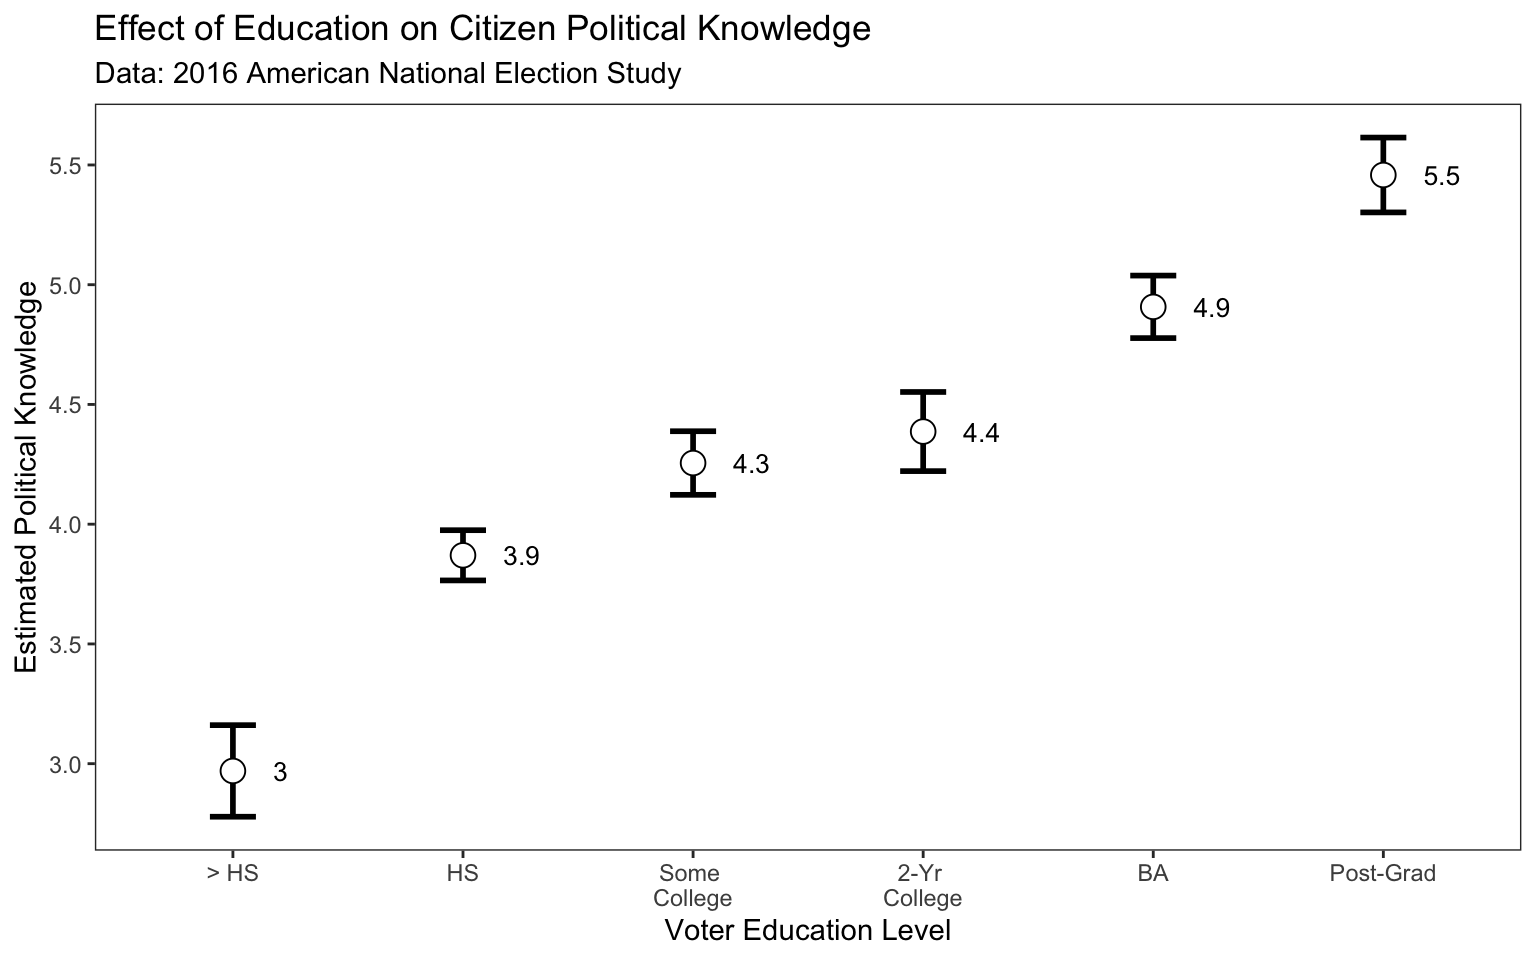 Effect of Education on Citizen Political Knowledge
Data: 2016 American National Election Study
Estimated Political Knowledge
5.5
5.0
4.5
4.0
3.5
3.0
3
3.9
4.3
4.4
4.9
5.5
> HS
HS
Some
College
2-Yr
College
BA
Post-Grad
Voter Education Level